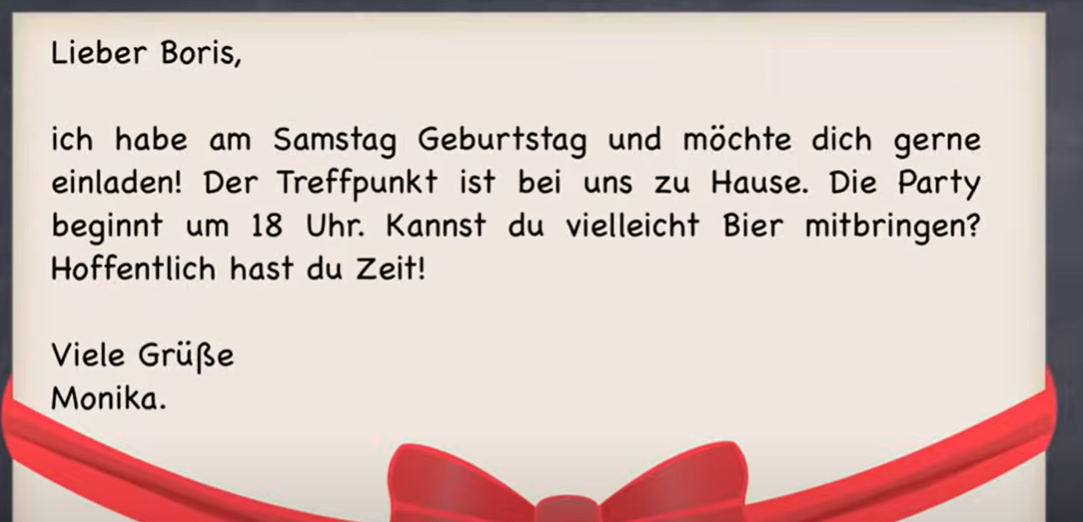 Lieber Boris,
ich habe am Samstag Geburtstag und möchte dich gerne
einladen! Der Treffpunkt ist bei uns zu Hause. Die Party
beginnt um 18 Uhr. Kannst du vielleicht Bier mitbringen?
Hoffentlich hast du Zeit!
Viele Grüße
Monika.